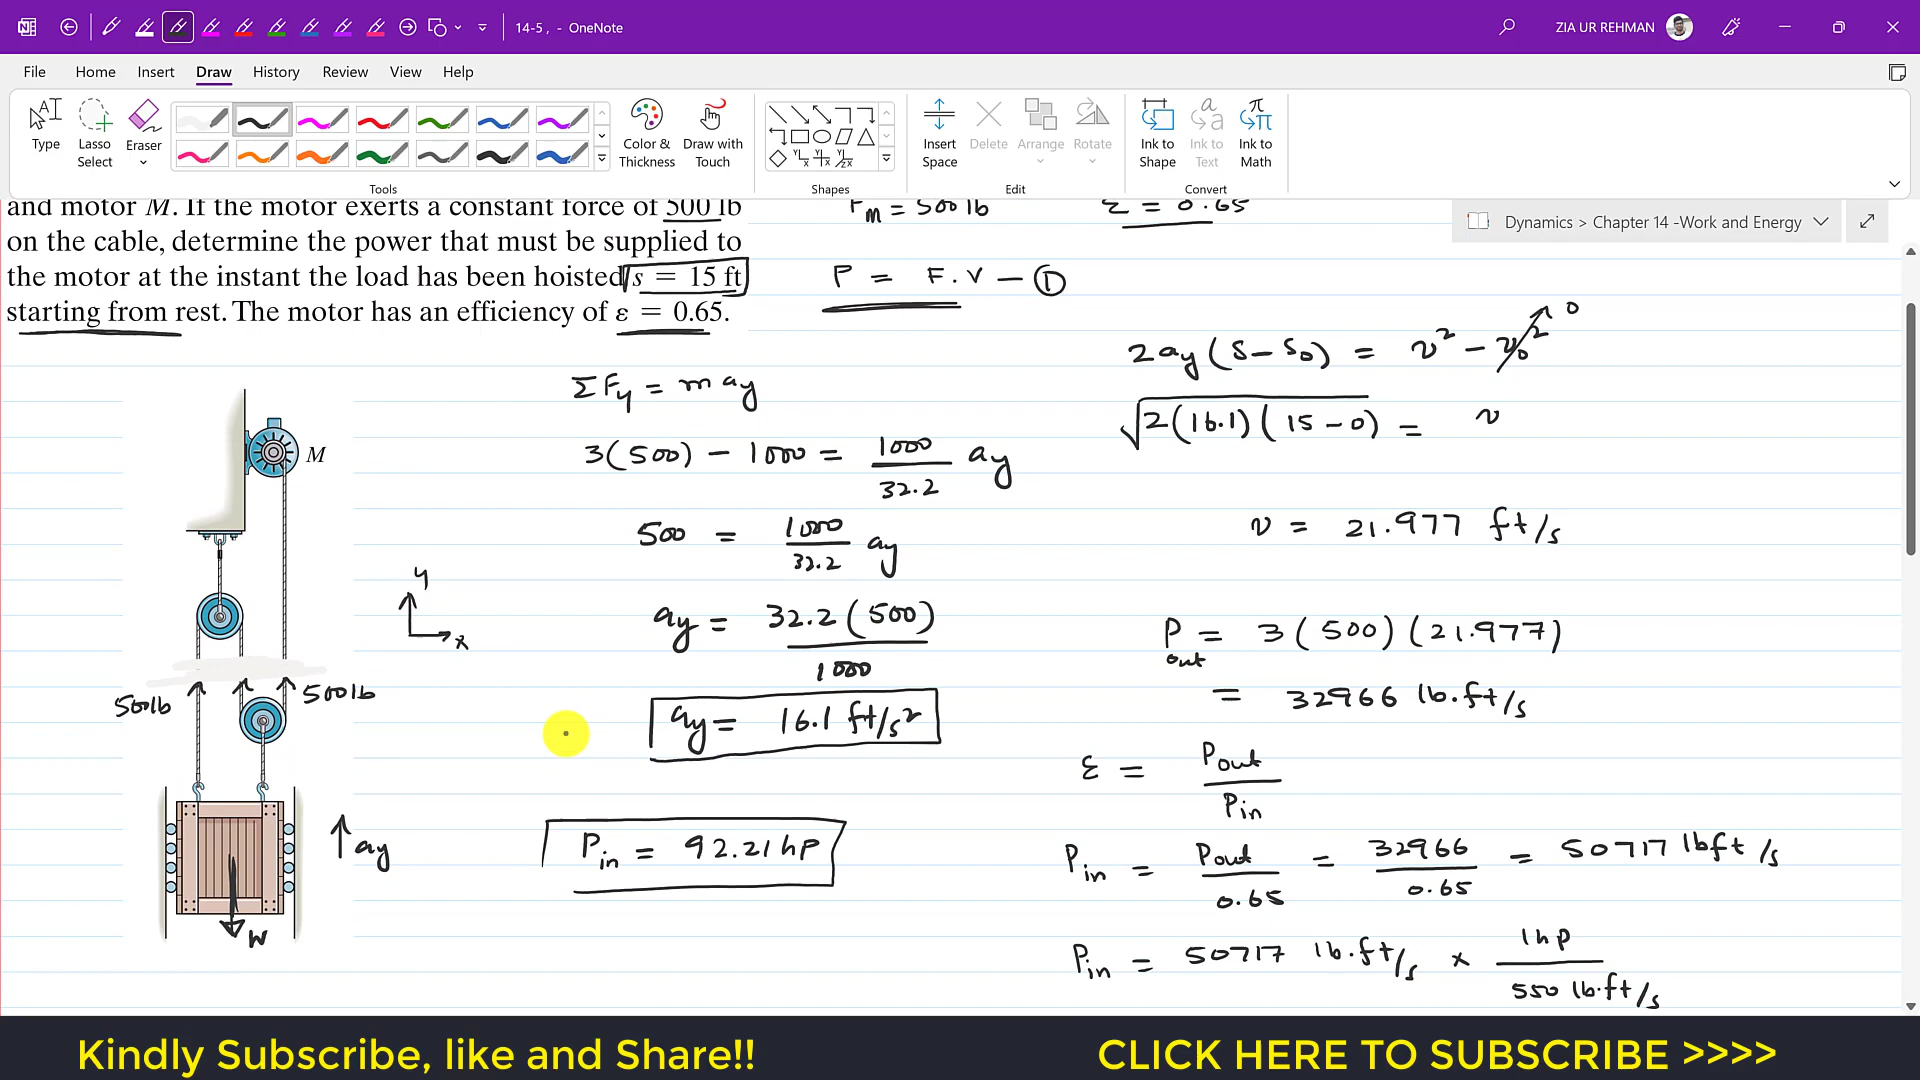 14-5 , - OneNote
ZIA UR REHMAN
File Home Insert Draw History Review View Help
Type
Lasso Select
Eraser
Color & Thickness
Draw with Touch
Insert Space
Delete
Arrange
Rotate
Ink to Shape
Ink to Text
Ink to Math
Tools Shapes Edit Convert
Dynamics > Chapter 14 -Work and Energy
and motor M. If the motor exerts a constant force of 500 lb
on the cable, determine the power that must be supplied to
the motor at the instant the load has been hoisted s = 15 ft
starting from rest. The motor has an efficiency of ε = 0.65.
Fm = 500 lb
ε = 0.65
P = F.V — ①
ΣFy = m ay
3(500) - 1000 = 1000/32.2 ay
500 = 1000/32.2 ay
ay = 32.2(500)/1000
ay = 16.1 ft/s²
Pin = 92.21 hp
2ay(S-So) = v² - vo² 0
√2(16.1)(15-0) = v
v = 21.977 ft/s
Pout = 3(500)(21.977)
= 32966 lb.ft/s
ε = Pout/Pin
Pin = Pout/0.65 = 32966/0.65 = 50717 lbft/s
Pin = 50717 lb.ft/s × 1hp/550 lb.ft/s
M
y
x
500lb
500lb
ay
W
Kindly Subscribe, like and Share!!
CLICK HERE TO SUBSCRIBE >>>>